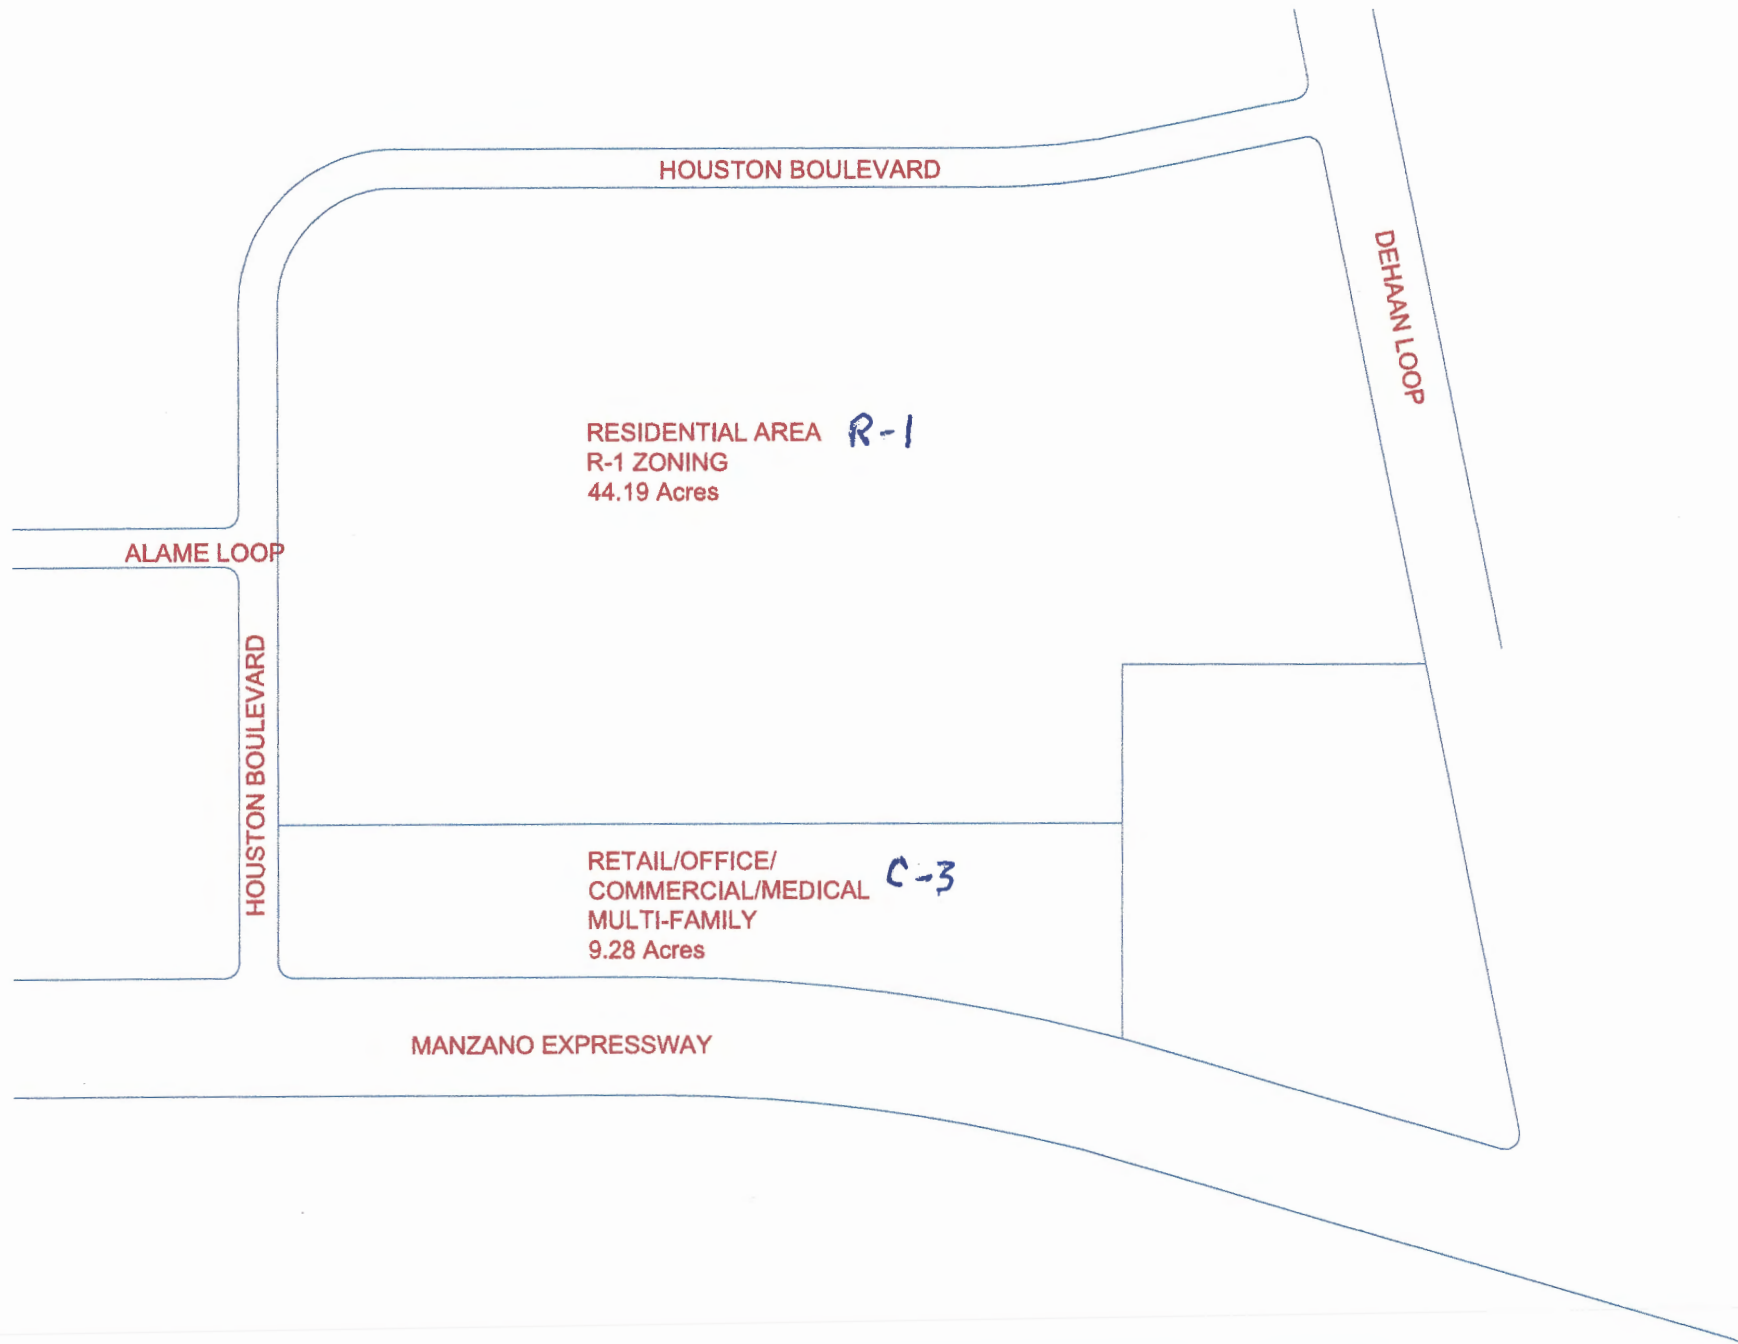 HOUSTON BOULEVARD
DEHAAN LOOP
RESIDENTIAL AREA R-1
R-1 ZONING
44.19 Acres
ALAME LOOP
HOUSTON BOULEVARD
RETAIL/OFFICE/
COMMERCIAL/MEDICAL C-3
MULTI-FAMILY
9.28 Acres
MANZANO EXPRESSWAY